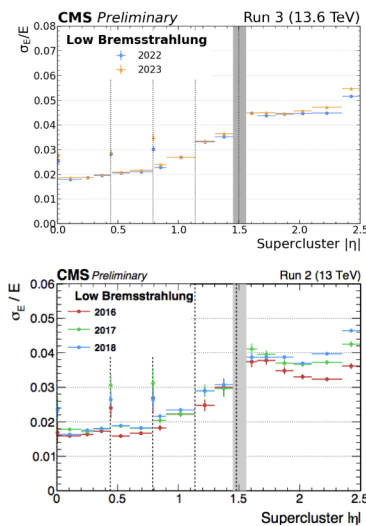 CMS Preliminary Run 3 (13.6 TeV)
σE/E
0.08
Low Bremsstrahlung
2022
2023
0.07
0.06
0.05
0.04
0.03
0.02
0.01
0.00
0.0 0.5 1.0 1.5 2.0 2.5
Supercluster |η|
CMS Preliminary Run 2 (13 TeV)
σE / E
0.06
Low Bremsstrahlung
2016
2017
2018
0.05
0.04
0.03
0.02
0.01
0
0 0.5 1 1.5 2 2.5
Supercluster |η|